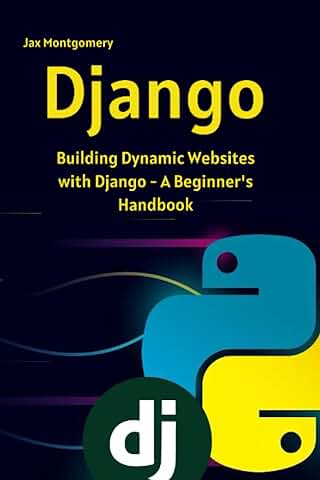 Jax Montgomery
Django
Building Dynamic Websites
with Django - A Beginner's
Handbook
dj